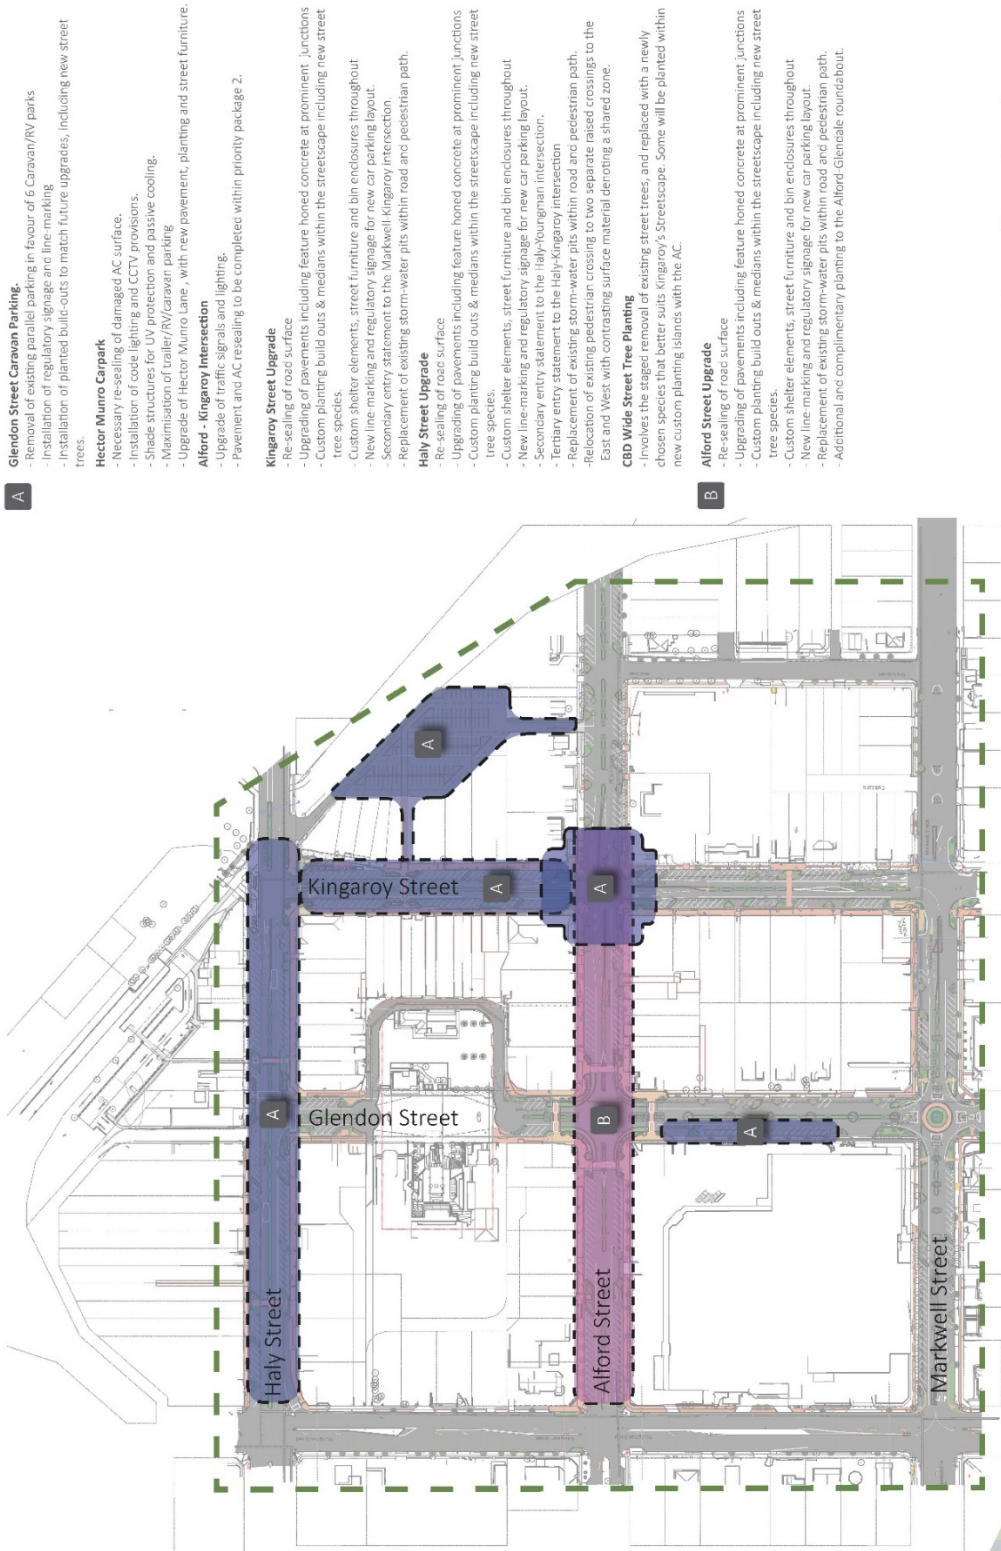 A
Glendon Street Caravan Parking.
- Removal of existing parallel parking in favour of 6 Caravan/RV parks
- Installation of regulatory signage and line-marking
- Installation of planted build-outs to match future upgrades, including new street
trees.
Hector Munro Carpark
- Necessary re-sealing of damaged AC surface.
- Installation of code lighting and CCTV provisions.
- Shade structures for UV protection and passive cooling.
- Maximisation of trailer/RV/caravan parking
- Upgrade of Hector Munro Lane , with new pavement, planting and street furniture.
Alford - Kingaroy Intersection
- Upgrade of traffic signals and lighting.
- Pavement and AC resealing to be completed within priority package 2.
Kingaroy Street Upgrade
- Re-sealing of road surface
- Upgrading of pavements including feature honed concrete at prominent junctions
- Custom planting build outs & medians within the streetscape including new street
tree species.
- Custom shelter elements, street furniture and bin enclosures throughout
- New line-marking and regulatory signage for new car parking layout.
- Secondary entry statement to the Markwell-Kingaroy intersection.
- Replacement of existing storm-water pits within road and pedestrian path.
Haly Street Upgrade
- Re-sealing of road surface
- Upgrading of pavements including feature honed concrete at prominent junctions
- Custom planting build outs & medians within the streetscape including new street
tree species.
- Custom shelter elements, street furniture and bin enclosures throughout
- New line-marking and regulatory signage for new car parking layout.
- Secondary entry statement to the Haly-Youngman intersection.
- Tertiary entry statement to the Haly-Kingaroy intersection
- Replacement of existing storm-water pits within road and pedestrian path.
-Relocation of existing pedestrian crossing to two separate raised crossings to the
East and West with contrasting surface material denoting a shared zone.
CBD Wide Street Tree Planting
- Involves the staged removal of existing street trees, and replaced with a newly
chosen species that better suits Kingaroy's Streetscape. Some will be planted within
new custom planting islands with the AC.
B
Alford Street Upgrade
- Re-sealing of road surface
- Upgrading of pavements including feature honed concrete at prominent junctions
- Custom planting build outs & medians within the streetscape including new street
tree species.
- Custom shelter elements, street furniture and bin enclosures throughout
- New line-marking and regulatory signage for new car parking layout.
- Replacement of existing storm-water pits within road and pedestrian path.
- Additional and complimentary planting to the Alford-Glendale roundabout.
Haly Street
A
Glendon Street
Kingaroy Street
A
A
A
Alford Street
B
A
Markwell Street